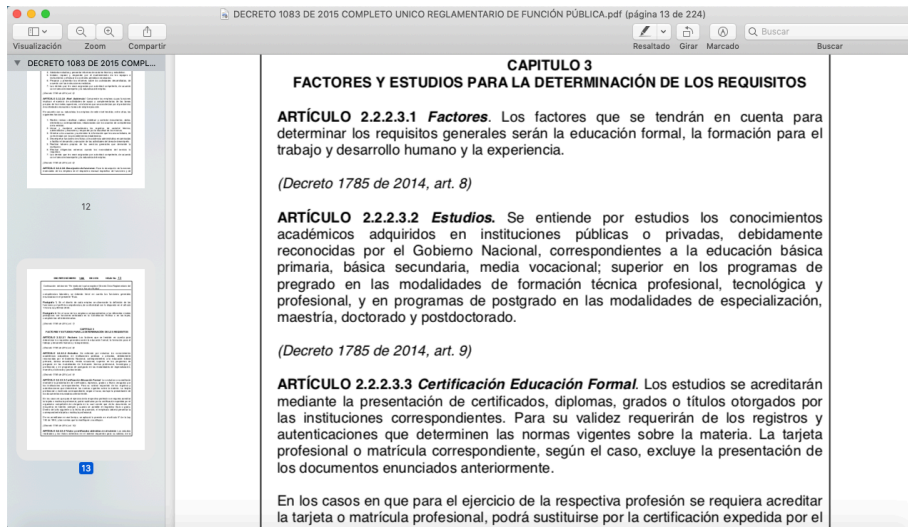 DECRETO 1083 DE 2015 COMPLETO UNICO REGLAMENTARIO DE FUNCIÓN PÚBLICA.pdf (página 13 de 224)
Visualización Zoom Compartir Resaltado Girar Marcado Buscar
Buscar
DECRETO 1083 DE 2015 COMPL...
12
13
CAPITULO 3
FACTORES Y ESTUDIOS PARA LA DETERMINACIÓN DE LOS REQUISITOS
ARTÍCULO 2.2.2.3.1 Factores. Los factores que se tendrán en cuenta para
determinar los requisitos generales serán la educación formal, la formación para el
trabajo y desarrollo humano y la experiencia.
(Decreto 1785 de 2014, art. 8)
ARTÍCULO 2.2.2.3.2 Estudios. Se entiende por estudios los conocimientos
académicos adquiridos en instituciones públicas o privadas, debidamente
reconocidas por el Gobierno Nacional, correspondientes a la educación básica
primaria, básica secundaria, media vocacional; superior en los programas de
pregrado en las modalidades de formación técnica profesional, tecnológica y
profesional, y en programas de postgrado en las modalidades de especialización,
maestría, doctorado y postdoctorado.
(Decreto 1785 de 2014, art. 9)
ARTÍCULO 2.2.2.3.3 Certificación Educación Formal. Los estudios se acreditarán
mediante la presentación de certificados, diplomas, grados o títulos otorgados por
las instituciones correspondientes. Para su validez requerirán de los registros y
autenticaciones que determinen las normas vigentes sobre la materia. La tarjeta
profesional o matrícula correspondiente, según el caso, excluye la presentación de
los documentos enunciados anteriormente.
En los casos en que para el ejercicio de la respectiva profesión se requiera acreditar
la tarjeta o matrícula profesional, podrá sustituirse por la certificación expedida por el